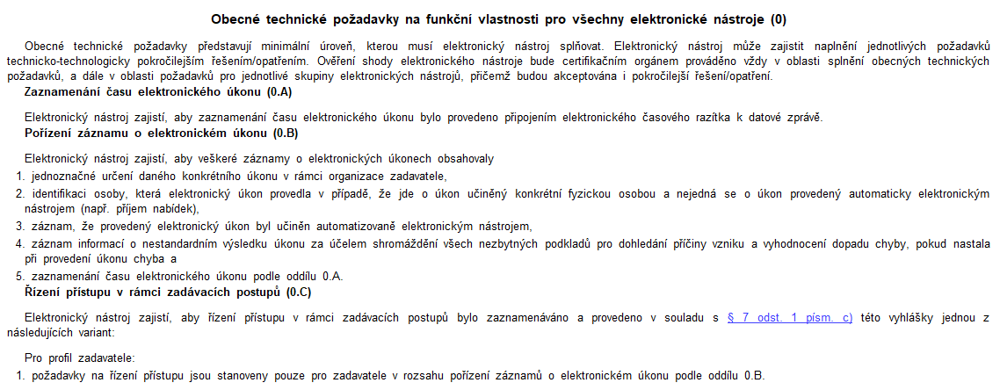 Obecné technické požadavky na funkční vlastnosti pro všechny elektronické nástroje (0)
Obecné technické požadavky představují minimální úroveň, kterou musí elektronický nástroj splňovat. Elektronický nástroj může zajistit naplnění jednotlivých požadavků
technicko-technologicky pokročilejším řešením/opatřením. Ověření shody elektronického nástroje bude certifikačním orgánem prováděno vždy v oblasti splnění obecných technických
požadavků, a dále v oblasti požadavků pro jednotlivé skupiny elektronických nástrojů, přičemž budou akceptována i pokročilejší řešení/opatření.
Zaznamenání času elektronického úkonu (0.A)
Elektronický nástroj zajistí, aby zaznamenání času elektronického úkonu bylo provedeno připojením elektronického časového razítka k datové zprávě.
Pořízení záznamu o elektronickém úkonu (0.B)
Elektronický nástroj zajistí, aby veškeré záznamy o elektronických úkonech obsahovaly
1. jednoznačné určení daného konkrétního úkonu v rámci organizace zadavatele,
2. identifikaci osoby, která elektronický úkon provedla v případě, že jde o úkon učiněný konkrétní fyzickou osobou a nejedná se o úkon provedený automaticky elektronickým
nástrojem (např. příjem nabídek),
3. záznam, že provedený elektronický úkon byl učiněn automatizovaně elektronickým nástrojem,
4. záznam informací o nestandardním výsledku úkonu za účelem shromáždění všech nezbytných podkladů pro dohledání příčiny vzniku a vyhodnocení dopadu chyby, pokud nastala
při provedení úkonu chyba a
5. zaznamenání času elektronického úkonu podle oddílu 0.A.
Řízení přístupu v rámci zadávacích postupů (0.C)
Elektronický nástroj zajistí, aby řízení přístupu v rámci zadávacích postupů bylo zaznamenáváno a provedeno v souladu s § 7 odst. 1 písm. c) této vyhlášky jednou z
následujících variant:
Pro profil zadavatele:
1. požadavky na řízení přístupu jsou stanoveny pouze pro zadavatele v rozsahu pořízení záznamů o elektronickém úkonu podle oddílu 0.B.